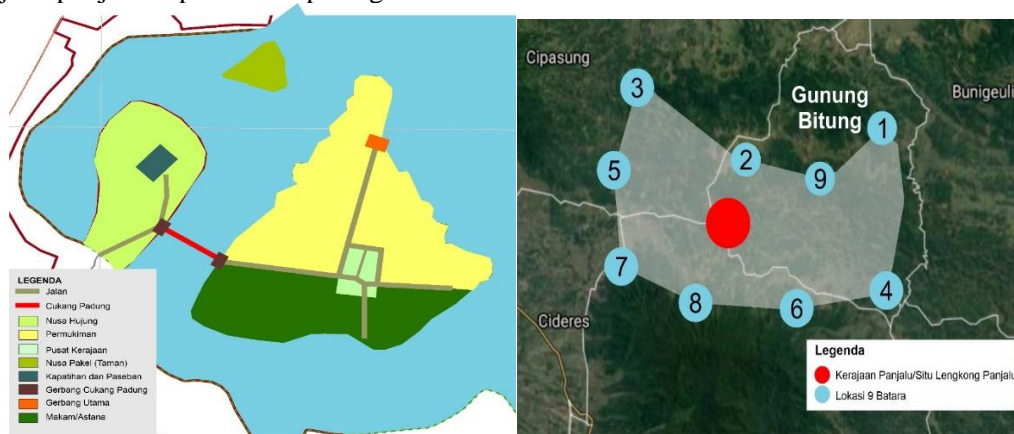 LEGENDA
Jalan
Cukang Padung
Nusa Hujung
Permukiman
Pusat Kerajaan
Nusa Pakel (Taman)
Kapatihan dan Paseban
Gerbang Cukang Padung
Gerbang Utama
Makam/Astana
Cipasung
3
Gunung
Bitung
Bunigeuli
1
2
9
5
7
8
6
4
Cideres
Legenda
Kerajaan Panjalu/Situ Lengkong Panjalu
Lokasi 9 Batara